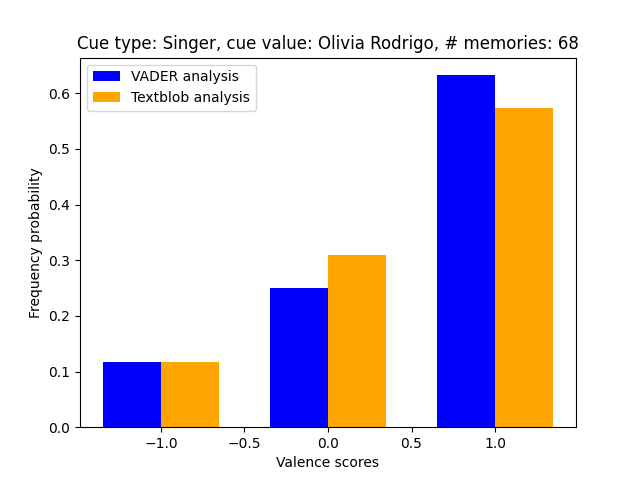 Cue type: Singer, cue value: Olivia Rodrigo, # memories: 68
VADER analysis
Textblob analysis
0.6
0.5
0.4
0.3
0.2
0.1
0.0
Frequency probability
−1.0 −0.5 0.0 0.5 1.0
Valence scores